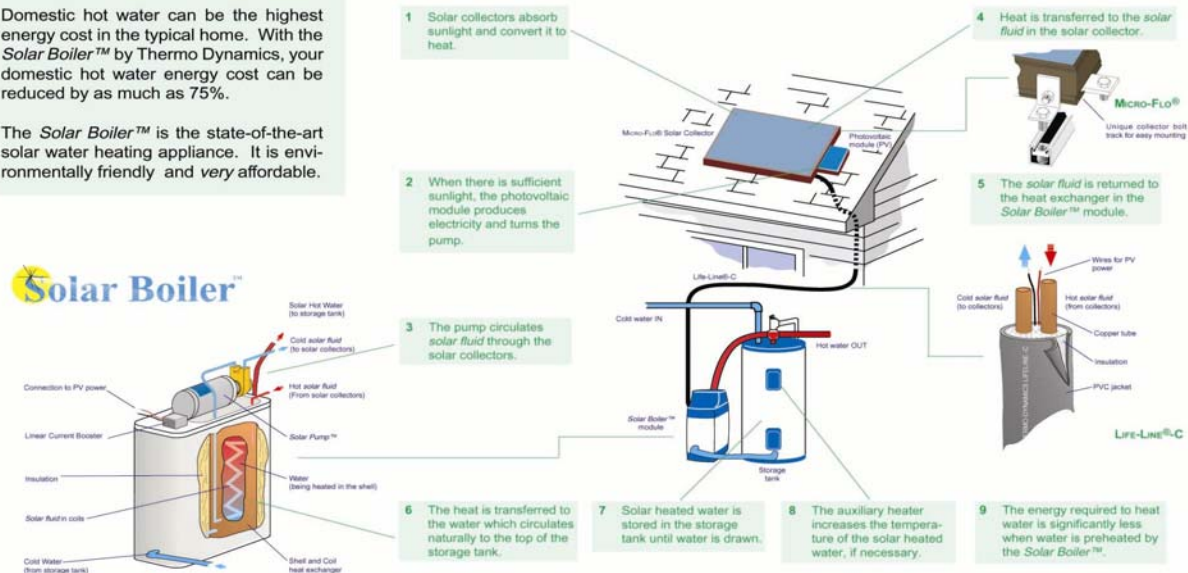 Domestic hot water can be the highest
energy cost in the typical home. With the
Solar Boiler™ by Thermo Dynamics, your
domestic hot water energy cost can be
reduced by as much as 75%.
The Solar Boiler™ is the state-of-the-art
solar water heating appliance. It is envi-
ronmentally friendly and very affordable.
1 Solar collectors absorb
sunlight and convert it to
heat.
4 Heat is transferred to the solar
fluid in the solar collector.
MICRO-FLO®
Unique collector bolt
track for easy mounting
MICRO-FLO® Solar Collector
Photovoltaic
module (PV)
2 When there is sufficient
sunlight, the photovoltaic
module produces
electricity and turns the
pump.
5 The solar fluid is returned to
the heat exchanger in the
Solar Boiler™ module.
Solar Boiler™
Solar Hot Water
(to storage tank)
Cold solar fluid
(to solar collectors)
Hot solar fluid
(From solar collectors)
Connection to PV power
Linear Current Booster
Solar Pump™
Insulation
Water
(being heated in the shell)
Solar fluid in coils
Cold Water
(from storage tank)
Shell and Coil
heat exchanger
3 The pump circulates
solar fluid through the
solar collectors.
Life-Line®-C
Cold water IN
Hot water OUT
Solar Boiler™
module
Storage
tank
Wires for PV
power
Cold solar fluid
(to collectors)
Hot solar fluid
(from collectors)
Copper tube
Insulation
PVC jacket
DYNAMICS LIFELINE-C
LIFE-LINE®-C
6 The heat is transferred to
the water which circulates
naturally to the top of the
storage tank.
7 Solar heated water is
stored in the storage
tank until water is drawn.
8 The auxiliary heater
increases the tempera-
ture of the solar heated
water, if necessary.
9 The energy required to heat
water is significantly less
when water is preheated by
the Solar Boiler™.